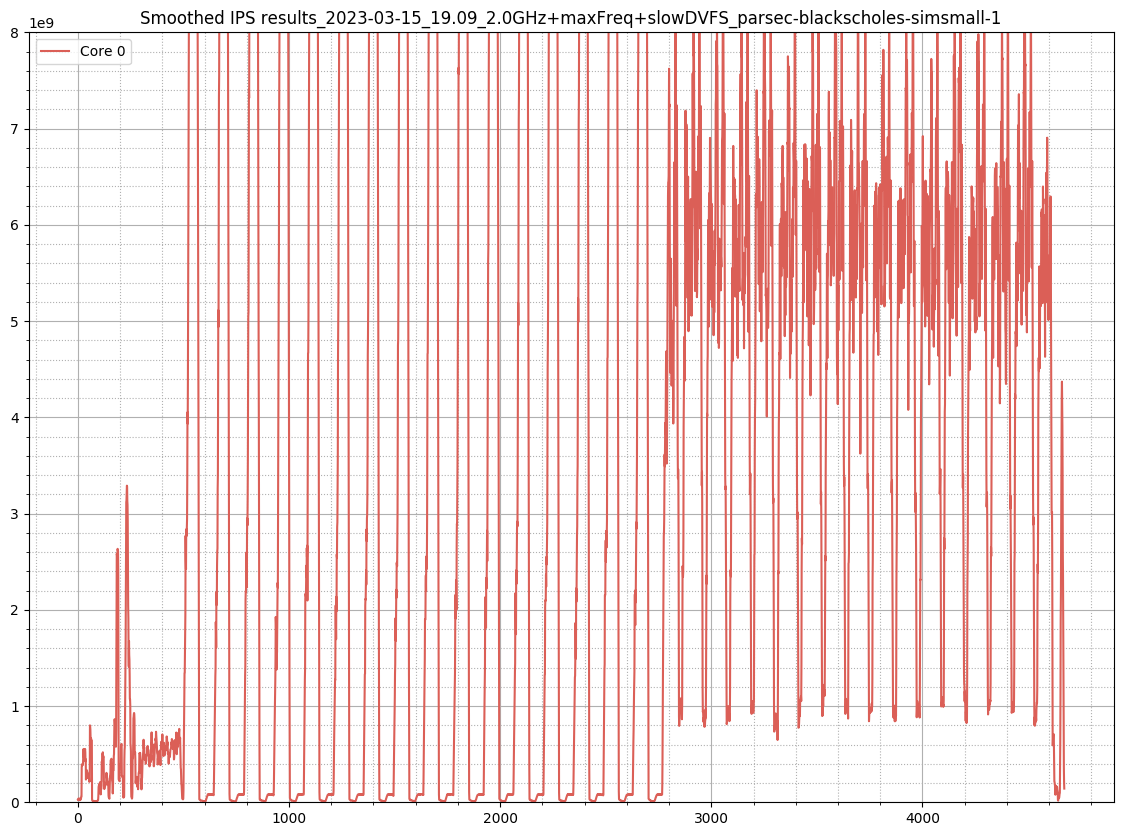 Smoothed IPS results_2023-03-15_19.09_2.0GHz+maxFreq+slowDVFS_parsec-blackscholes-simsmall-1
1e9
Core 0
8
7
6
5
4
3
2
1
0
0 1000 2000 3000 4000